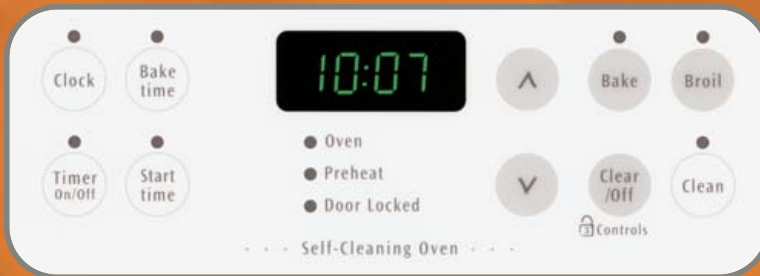 10:07
Clock
Bake
time
Bake
Broil
Timer
On/Off
Start
time
Oven
Preheat
Door Locked
Clear
/Off
Clean
3
Controls
Self-Cleaning Oven